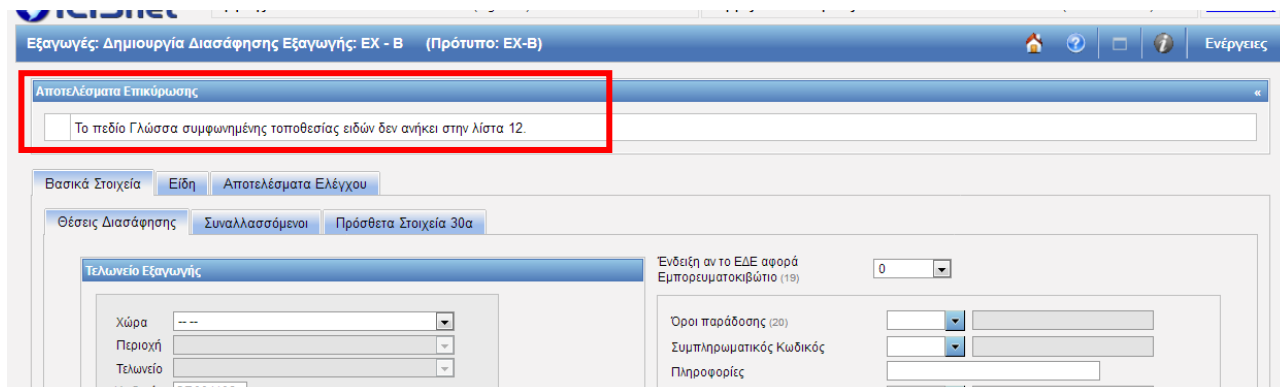 icisnet
Εξαγωγές: Δημιουργία Διασάφησης Εξαγωγής: EX - B (Πρότυπο: EX-B)
Ενέργειες
Αποτελέσματα Επικύρωσης
«
Το πεδίο Γλώσσα συμφωνημένης τοποθεσίας ειδών δεν ανήκει στην λίστα 12.
Βασικά Στοιχεία Είδη Αποτελέσματα Ελέγχου
Θέσεις Διασάφησης Συναλλασσόμενοι Πρόσθετα Στοιχεία 30α
Τελωνείο Εξαγωγής
Χώρα -- --
Περιοχή
Τελωνείο
Ένδειξη αν το ΕΔΕ αφορά
Εμπορευματοκιβώτιο (19) 0
Όροι παράδοσης (20)
Συμπληρωματικός Κωδικός
Πληροφορίες